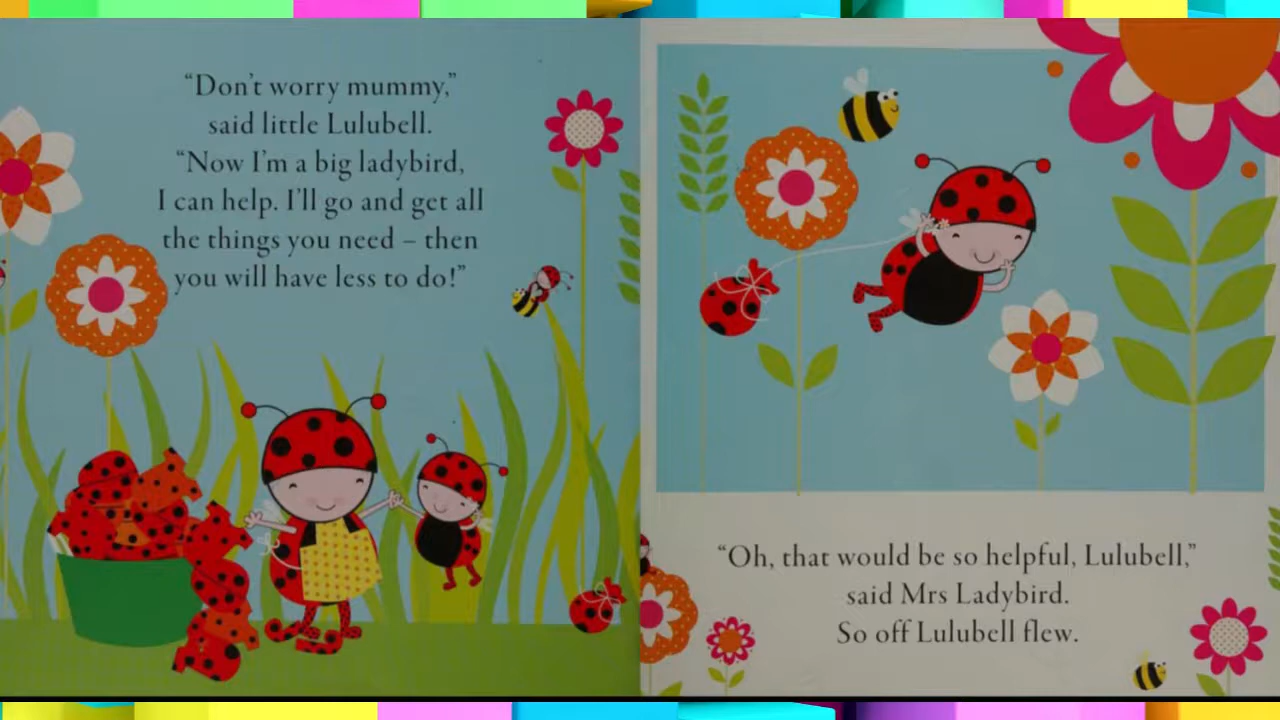 “Don’t worry mummy,”
said little Lulubell.
“Now I’m a big ladybird,
I can help. I’ll go and get all
the things you need – then
you will have less to do!”
“Oh, that would be so helpful, Lulubell,”
said Mrs Ladybird.
So off Lulubell flew.